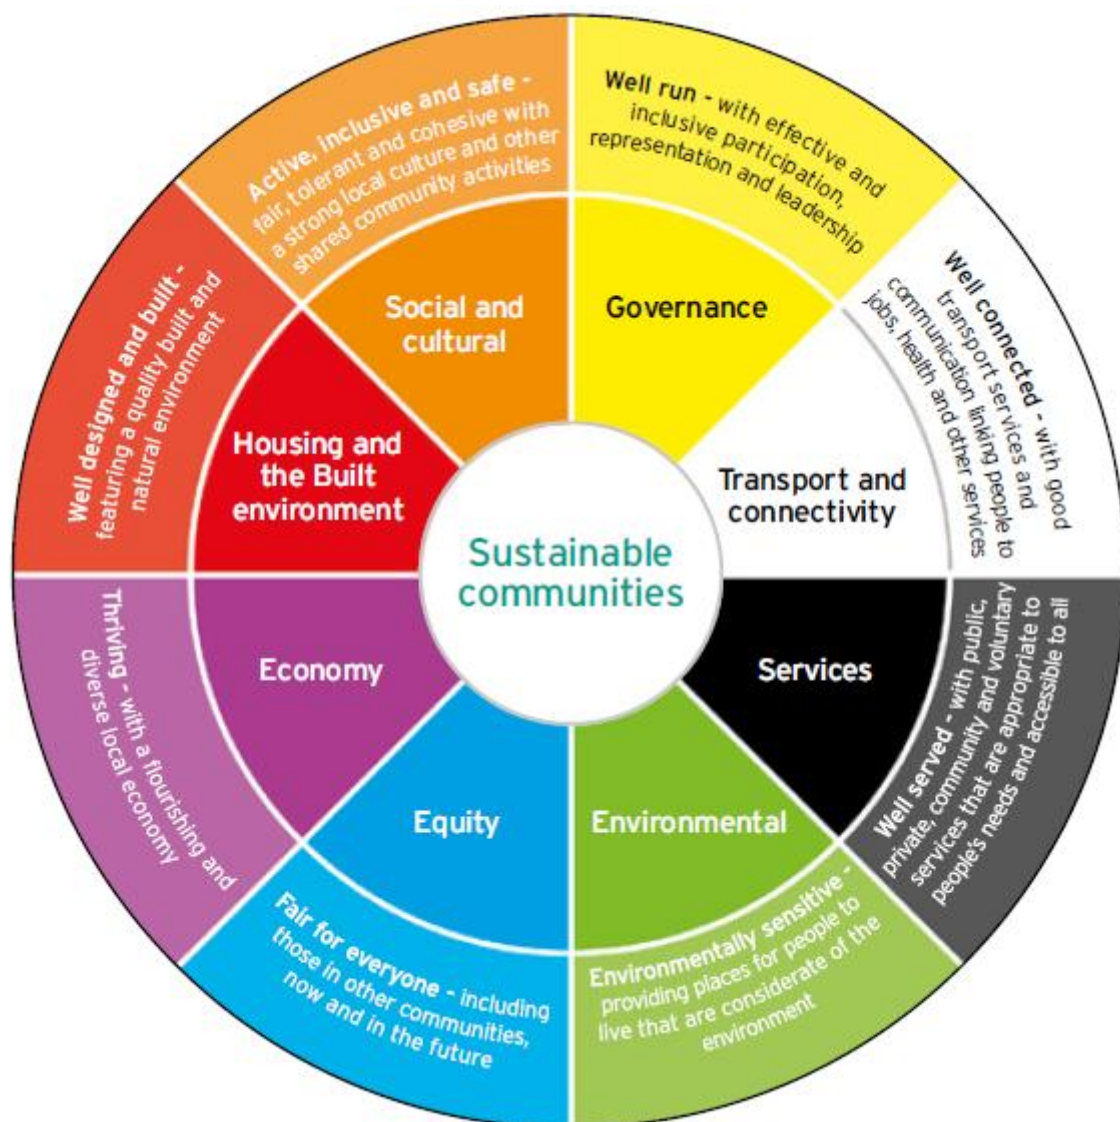 Active, inclusive and safe -
fair, tolerant and cohesive with
a strong local culture and other
shared community activities
Social and
cultural
Well run - with effective and
inclusive participation,
representation and leadership
Governance
Well connected - with good
transport services and
communication linking people to
jobs, health and other services
Transport and
connectivity
Well served - with public,
private, community and voluntary
services that are appropriate to
people's needs and accessible to all
Services
Environmentally sensitive -
providing places for people to
live that are considerate of the
environment
Environmental
Fair for everyone - including
those in other communities,
now and in the future
Equity
Thriving - with a flourishing and
diverse local economy
Economy
Well designed and built -
featuring a quality built and
natural environment
Housing and
the Built
environment
Sustainable
communities